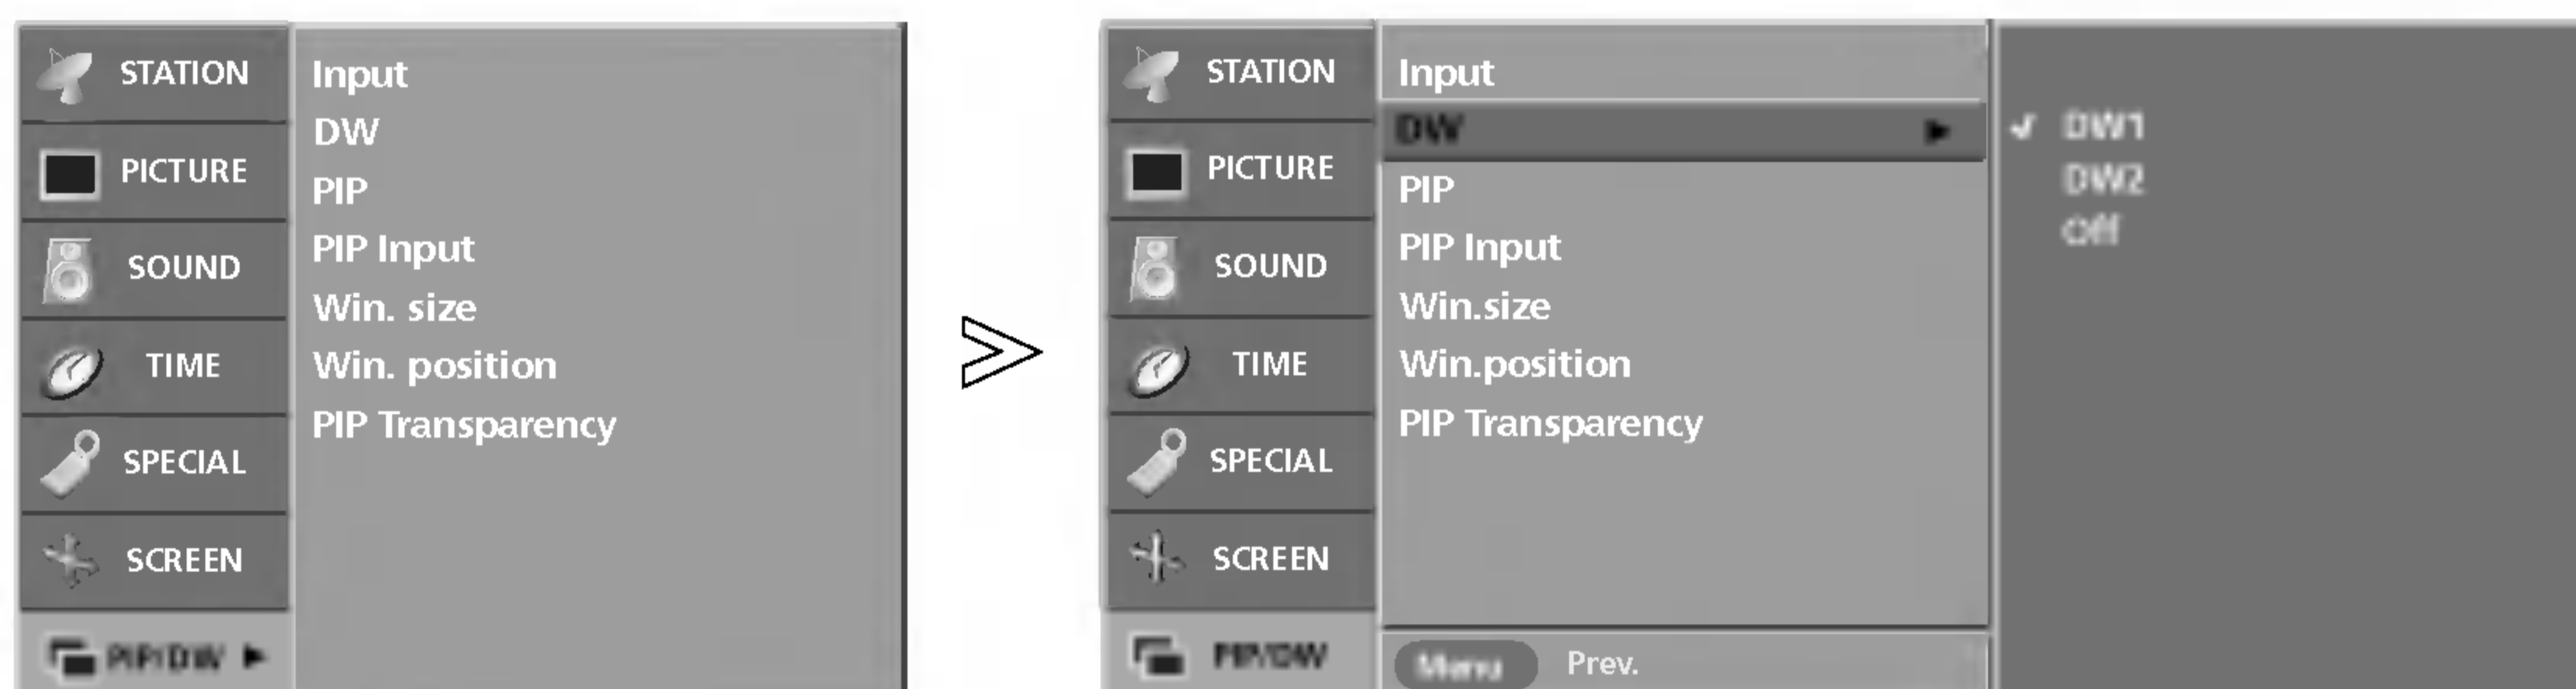 STATION
PICTURE
SOUND
TIME
SPECIAL
SCREEN
PIP/DW
Input
DW
PIP
PIP Input
Win. size
Win. position
PIP Transparency
STATION
PICTURE
SOUND
TIME
SPECIAL
SCREEN
PIP/DW
Input
DW
PIP
PIP Input
Win.size
Win.position
PIP Transparency
Menu Prev.
DW1
DW2
Off